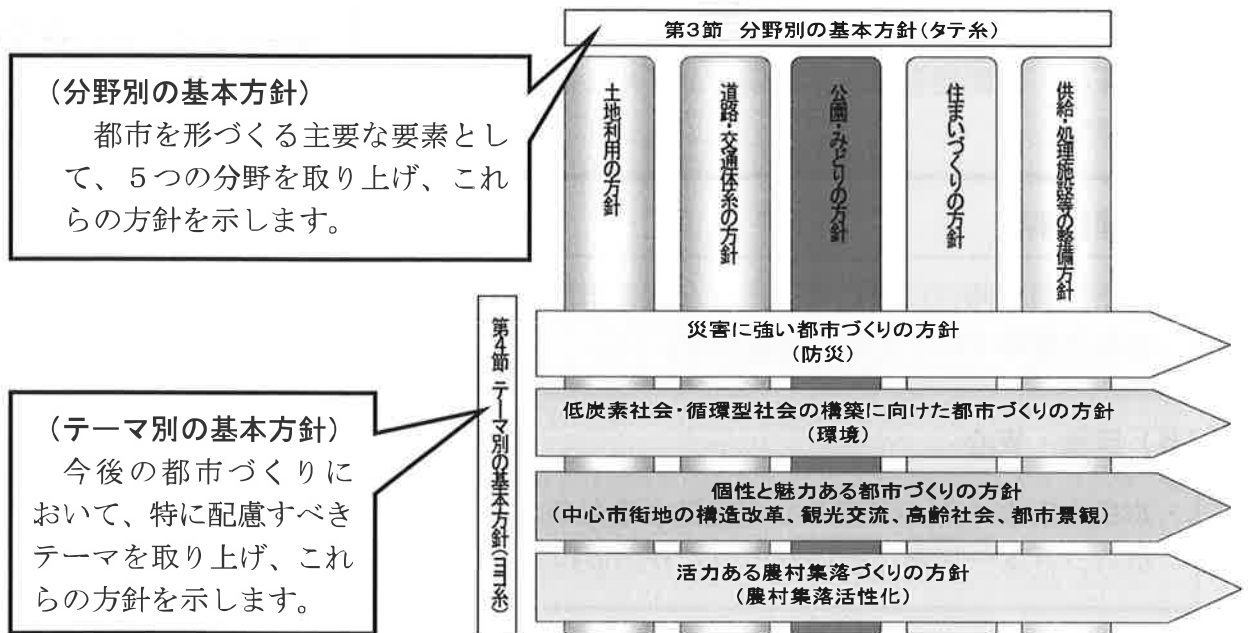 第3節 分野別の基本方針(タテ糸)
(分野別の基本方針)
都市を形づくる主要な要素とし
て、5つの分野を取り上げ、これ
らの方針を示します。
土地利用の方針
道路・交通体系の方針
公園・みどりの方針
住まいづくりの方針
供給・処理施設等の整備方針
第4節 テーマ別の基本方針(ヨコ糸)
(テーマ別の基本方針)
今後の都市づくりに
おいて、特に配慮すべき
テーマを取り上げ、これ
らの方針を示します。
災害に強い都市づくりの方針
(防災)
低炭素社会・循環型社会の構築に向けた都市づくりの方針
(環境)
個性と魅力ある都市づくりの方針
(中心市街地の構造改革、観光交流、高齢社会、都市景観)
活力ある農村集落づくりの方針
(農村集落活性化)